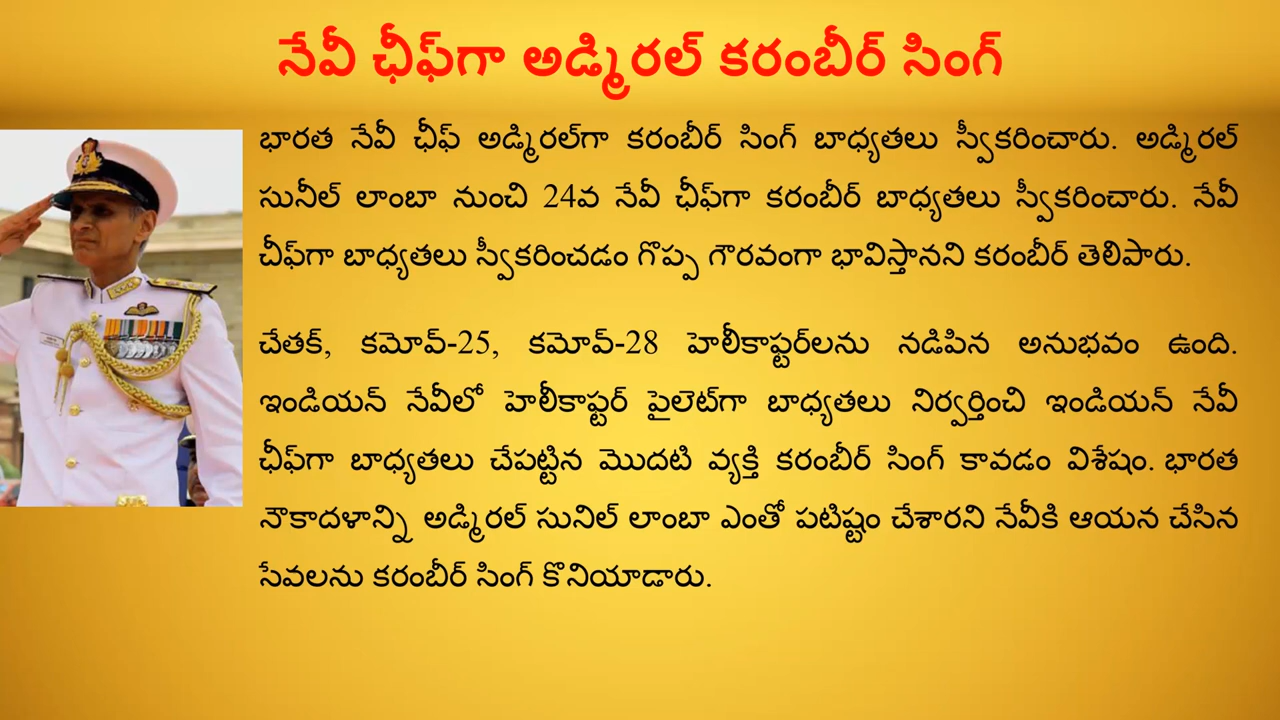 నేవీ ఛీఫ్‌గా అడ్మిరల్ కరంబీర్ సింగ్
భారత నేవీ ఛీఫ్ అడ్మిరల్‌గా కరంబీర్ సింగ్ బాధ్యతలు స్వీకరించారు. అడ్మిరల్
సునీల్ లాంబా నుంచి 24వ నేవీ ఛీఫ్‌గా కరంబీర్ బాధ్యతలు స్వీకరించారు. నేవీ
చీఫ్‌గా బాధ్యతలు స్వీకరించడం గొప్ప గౌరవంగా భావిస్తానని కరంబీర్ తెలిపారు.
చేతక్, కమోవ్-25, కమోవ్-28 హెలీకాఫ్టర్‌లను నడిపిన అనుభవం ఉంది.
ఇండియన్ నేవీలో హెలీకాఫ్టర్ పైలెట్‌గా బాధ్యతలు నిర్వర్తించి ఇండియన్ నేవీ
ఛీఫ్‌గా బాధ్యతలు చేపట్టిన మొదటి వ్యక్తి కరంబీర్ సింగ్ కావడం విశేషం. భారత
నౌకాదళాన్ని అడ్మిరల్ సునిల్ లాంబా ఎంతో పటిష్టం చేశారని నేవీకి ఆయన చేసిన
సేవలను కరంబీర్ సింగ్ కొనియాడారు.